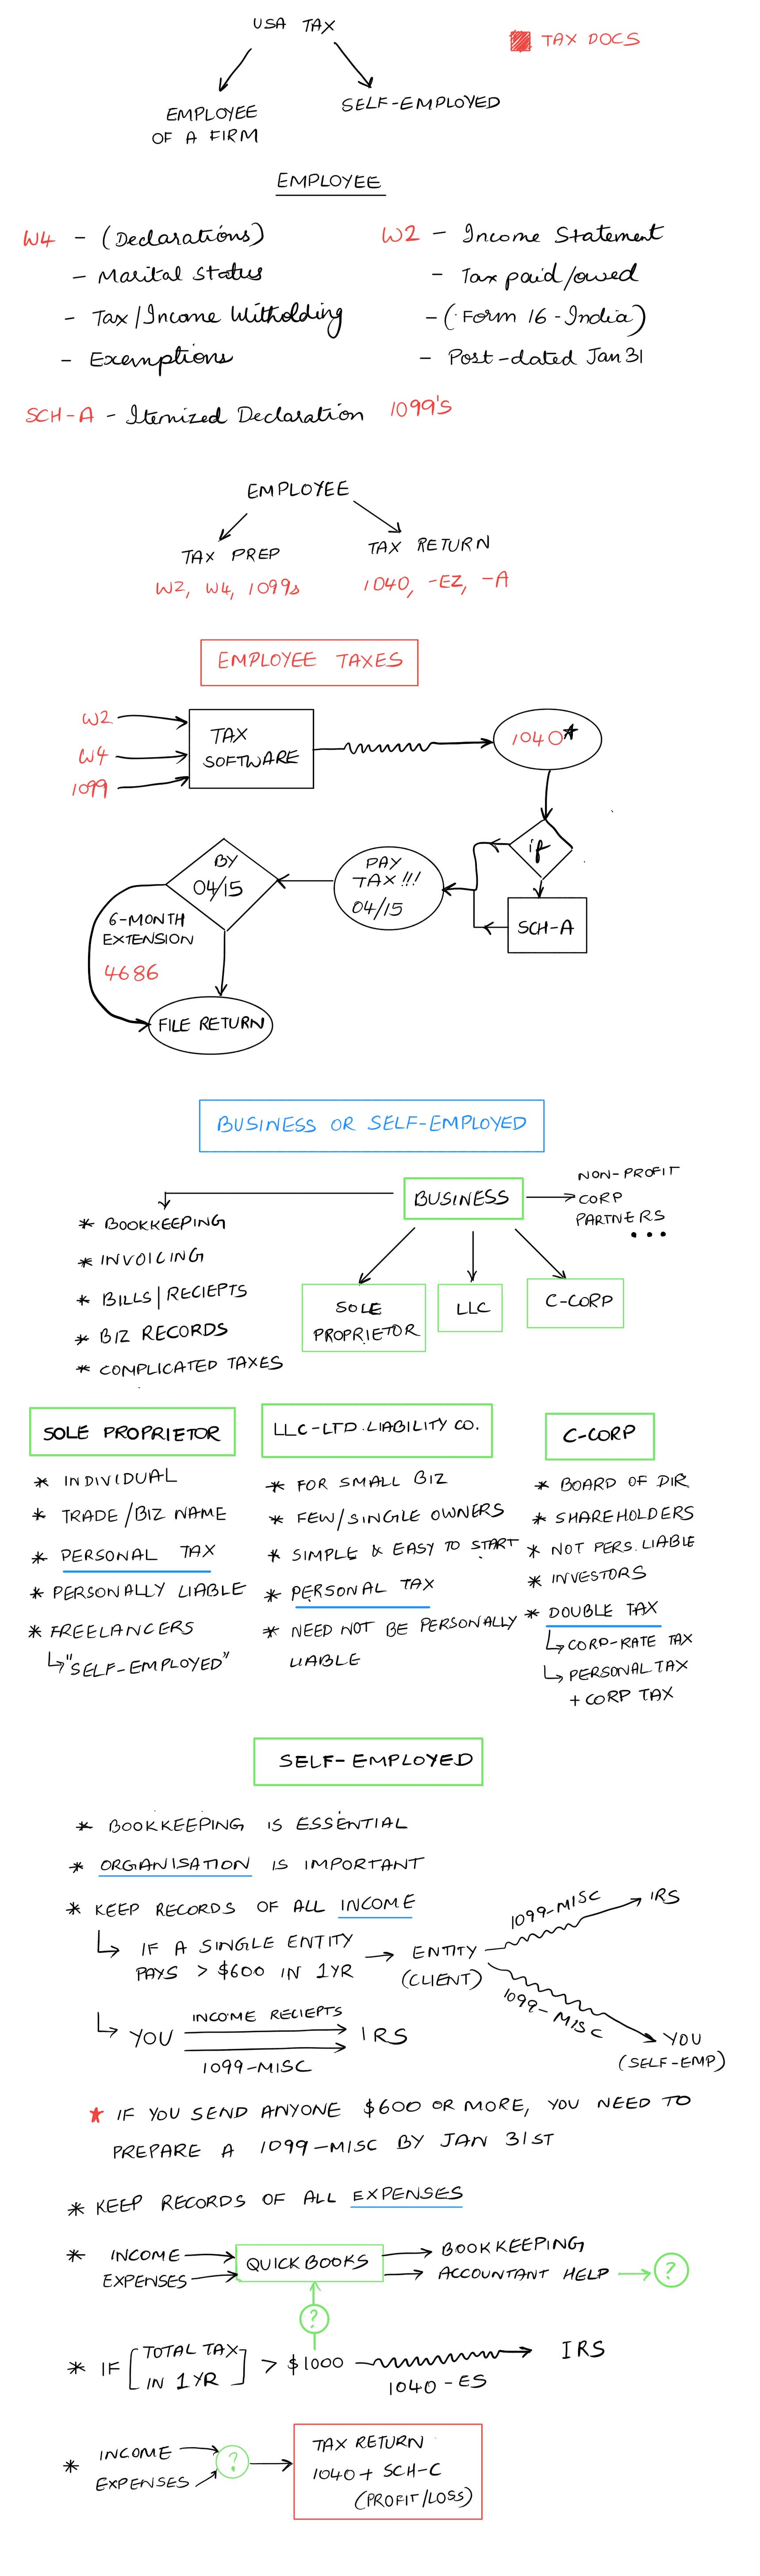 USA TAX
TAX DOCS
EMPLOYEE
OF A FIRM
SELF-EMPLOYED
EMPLOYEE
W4 - (Declarations)
- Marital Status
- Tax/Income Witholding
- Exemptions
W2 - Income Statement
- Tax paid/owed
- (Form 16 - India)
- Post-dated Jan 31
SCH-A - Itemized Declaration
1099'S
EMPLOYEE
TAX PREP
W2, W4, 1099s
TAX RETURN
1040, -EZ, -A
EMPLOYEE TAXES
W2
W4
1099
TAX
SOFTWARE
1040*
if
SCH-A
PAY
TAX!!!
04/15
BY
04/15
6-MONTH
EXTENSION
4686
FILE RETURN
BUSINESS OR SELF-EMPLOYED
BUSINESS
NON-PROFIT
CORP
PARTNERS
...
* BOOKKEEPING
* INVOICING
* BILLS|RECIEPTS
* BIZ RECORDS
* COMPLICATED TAXES
SOLE
PROPRIETOR
LLC
C-CORP
SOLE PROPRIETOR
* INDIVIDUAL
* TRADE/BIZ NAME
* PERSONAL TAX
* PERSONALLY LIABLE
* FREELANCERS
↳ "SELF-EMPLOYED"
LLC-LTD.LIABILITY CO.
* FOR SMALL BIZ
* FEW/SINGLE OWNERS
* SIMPLE & EASY TO START
* PERSONAL TAX
* NEED NOT BE PERSONALLY
LIABLE
C-CORP
* BOARD OF DIR
* SHAREHOLDERS
* NOT PERS. LIABLE
* INVESTORS
* DOUBLE TAX
↳ CORP-RATE TAX
↳ PERSONAL TAX
+ CORP TAX
SELF-EMPLOYED
* BOOKKEEPING IS ESSENTIAL
* ORGANISATION IS IMPORTANT
* KEEP RECORDS OF ALL INCOME
↳ IF A SINGLE ENTITY
PAYS > $600 IN 1YR
→ ENTITY
(CLIENT)
1099-MISC
IRS
1099-MISC
YOU
(SELF-EMP)
↳ YOU
INCOME RECIEPTS
1099-MISC
IRS
* IF YOU SEND ANYONE $600 OR MORE, YOU NEED TO
PREPARE A 1099-MISC BY JAN 31ST
* KEEP RECORDS OF ALL EXPENSES
* INCOME
EXPENSES
QUICKBOOKS
BOOKKEEPING
ACCOUNTANT HELP → ?
?
* IF [TOTAL TAX
IN 1YR] > $1000
1040-ES
IRS
* INCOME
EXPENSES
?
TAX RETURN
1040 + SCH-C
(PROFIT/LOSS)